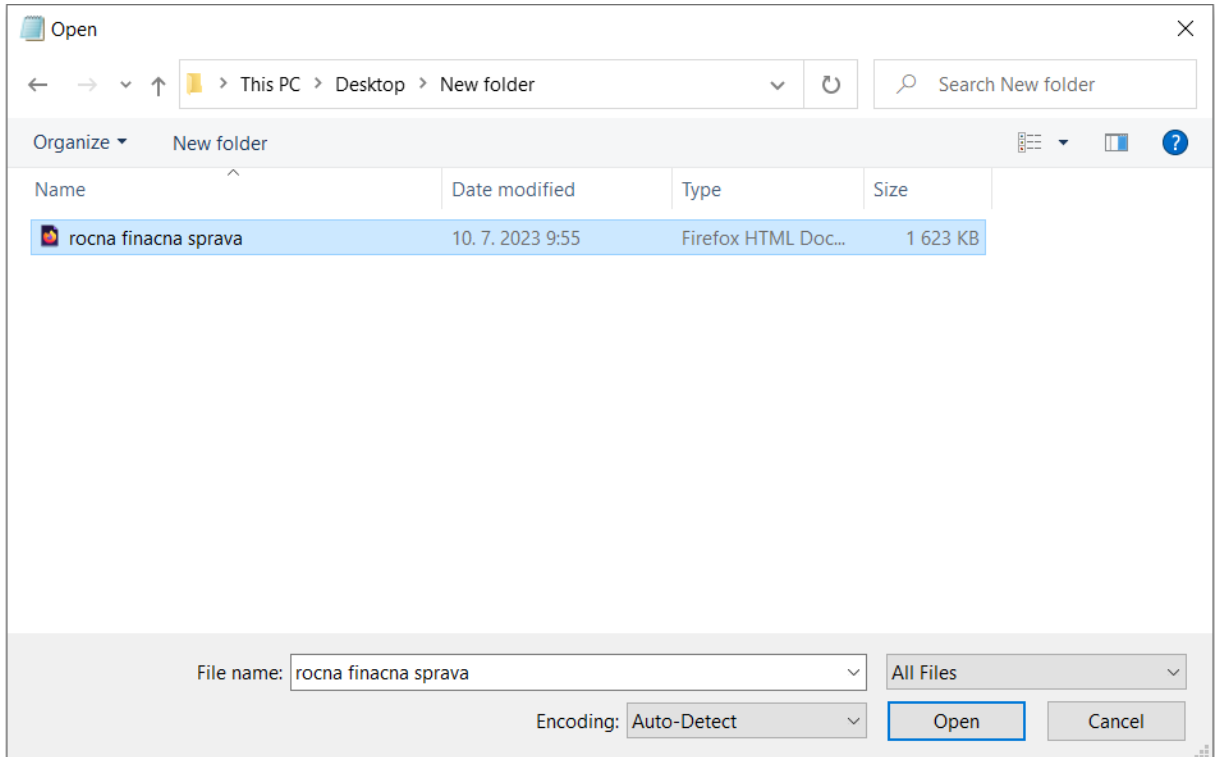 Open
This PC > Desktop > New folder
Search New folder
Organize
New folder
?
Name Date modified Type Size
rocna finacna sprava 10. 7. 2023 9:55 Firefox HTML Doc... 1 623 KB
File name: rocna finacna sprava All Files
Encoding: Auto-Detect Open Cancel